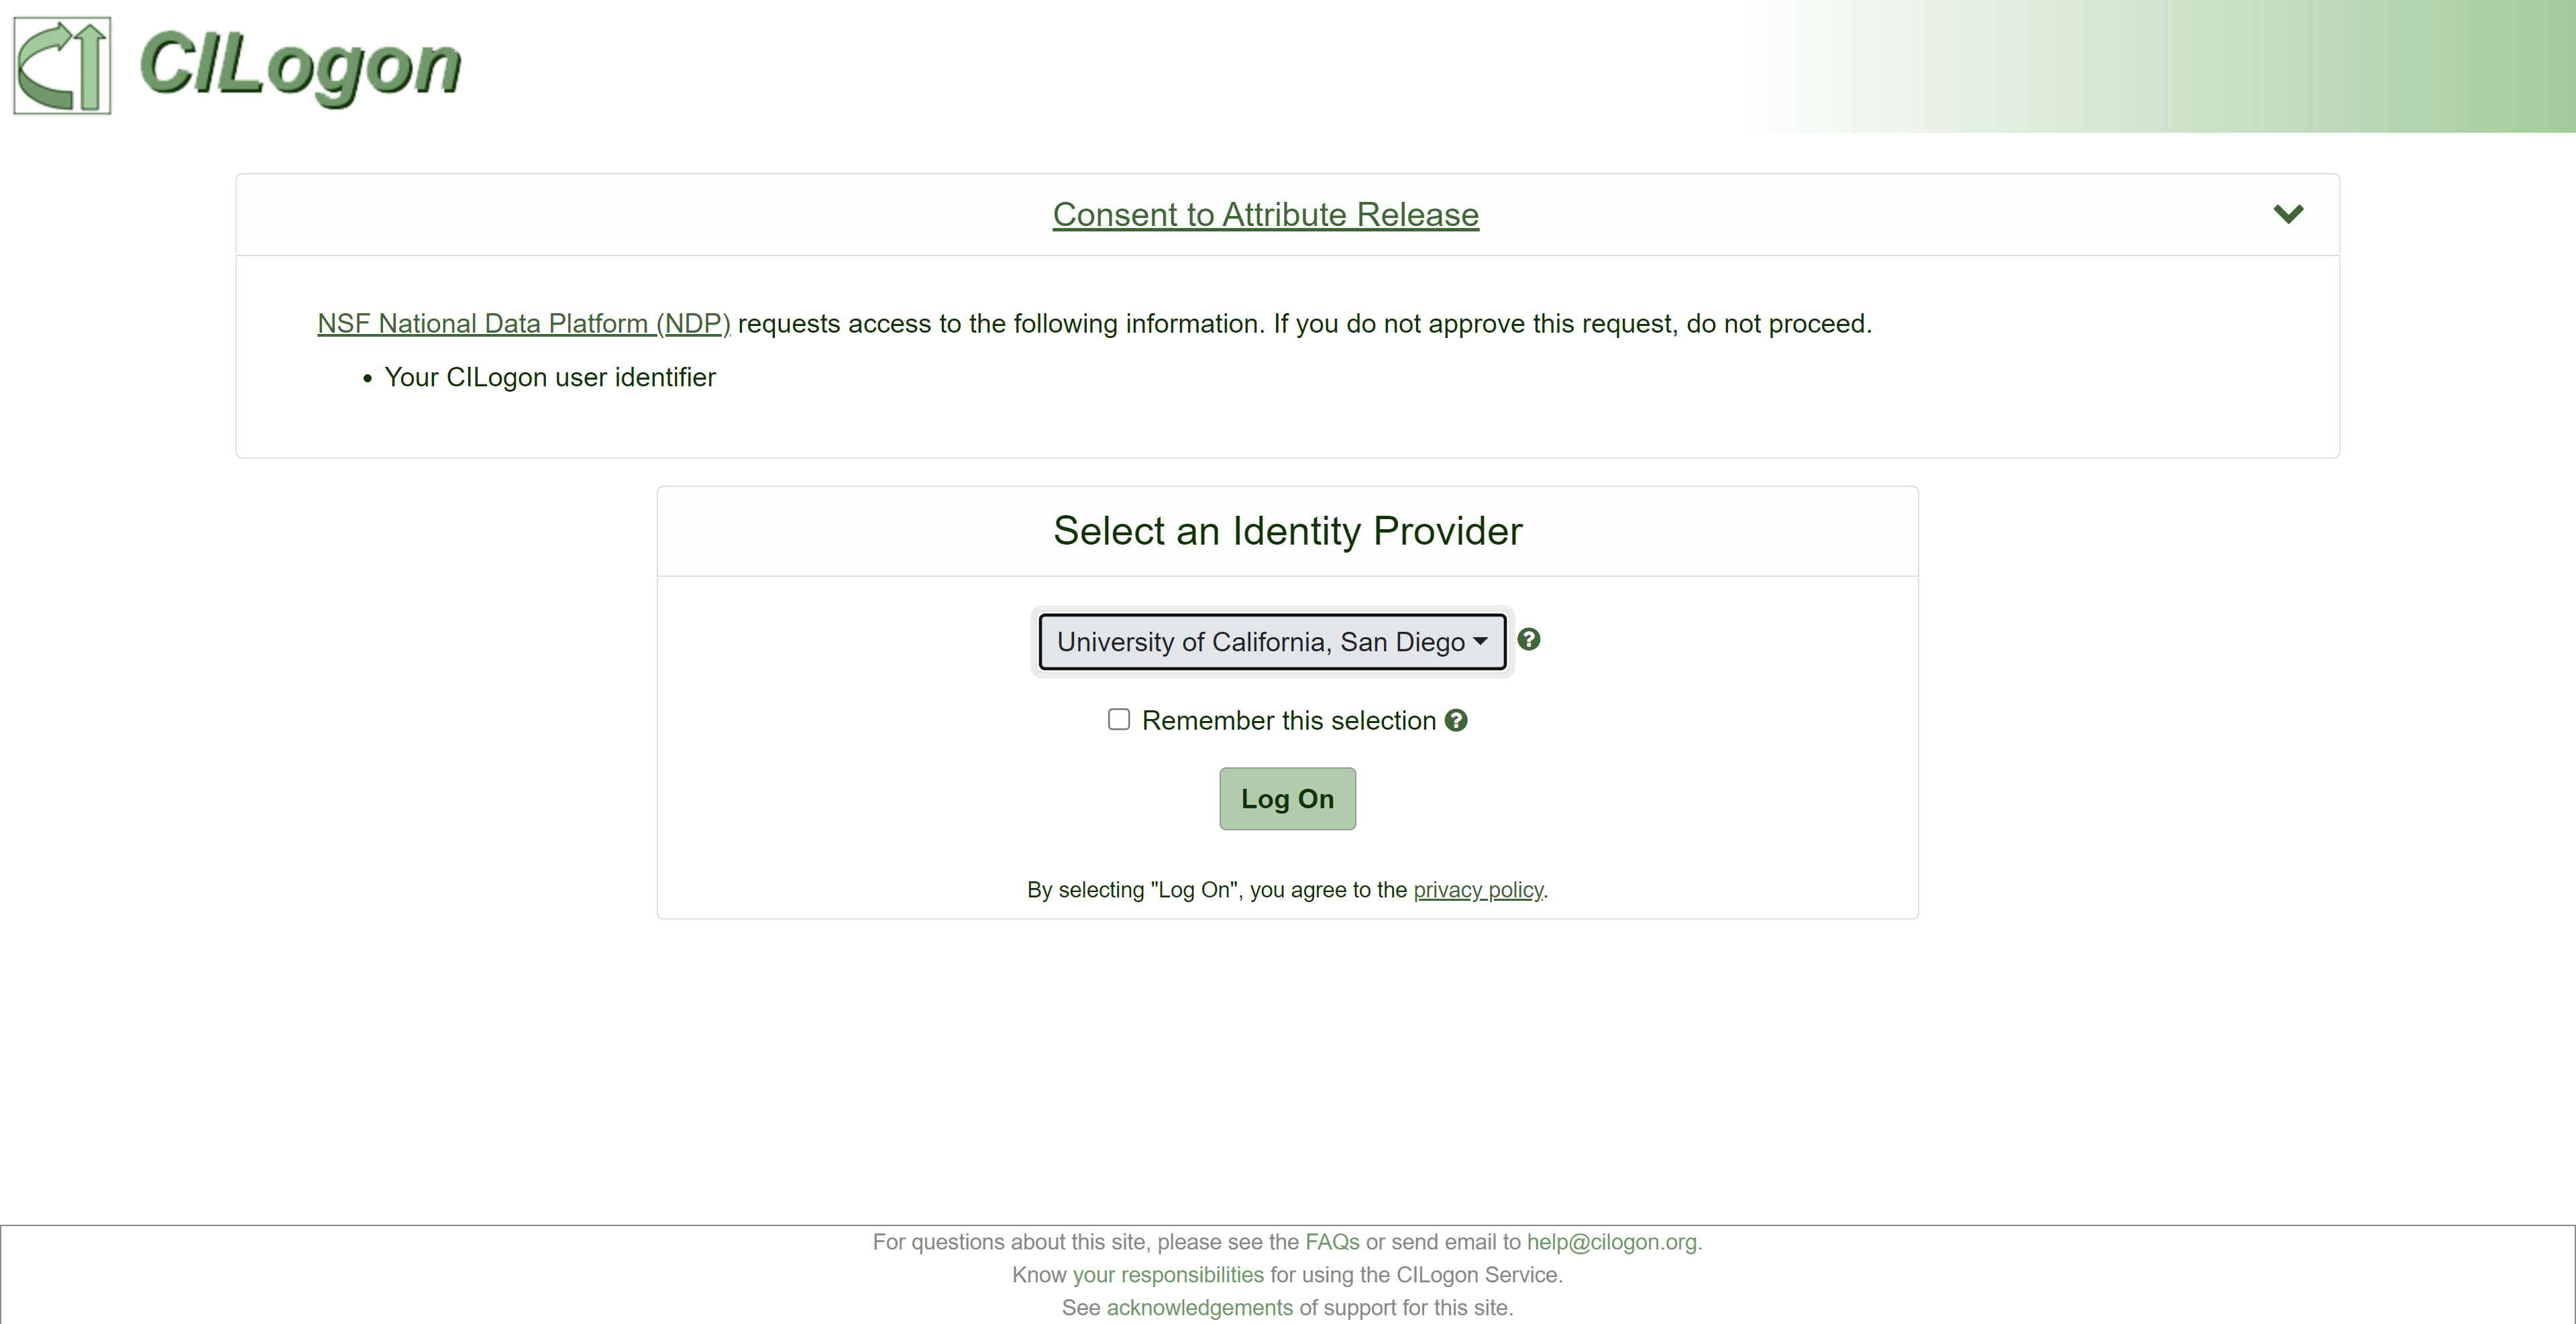 CILogon
Consent to Attribute Release
NSF National Data Platform (NDP) requests access to the following information. If you do not approve this request, do not proceed.
• Your CILogon user identifier
Select an Identity Provider
University of California, San Diego
Remember this selection
Log On
By selecting "Log On", you agree to the privacy policy.
For questions about this site, please see the FAQs or send email to help@cilogon.org.
Know your responsibilities for using the CILogon Service.
See acknowledgements of support for this site.